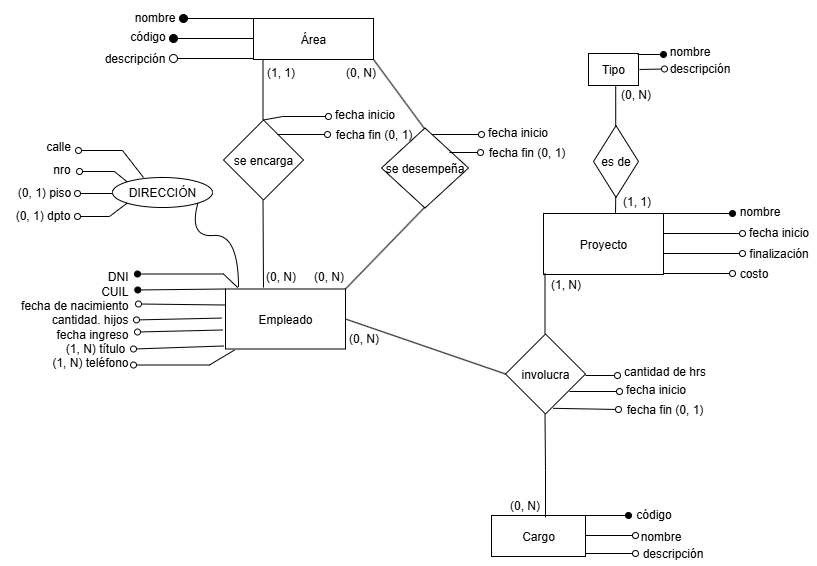 nombre
código
descripción
Área
(1, 1)
(0, N)
Tipo
nombre
descripción
(0, N)
fecha inicio
fecha fin (0, 1)
se encarga
fecha inicio
fecha fin (0, 1)
se desempeña
es de
(1, 1)
calle
nro
(0, 1) piso
(0, 1) dpto
DIRECCIÓN
Proyecto
nombre
fecha inicio
finalización
costo
(1, N)
(0, N)
(0, N)
DNI
CUIL
fecha de nacimiento
cantidad. hijos
fecha ingreso
(1, N) título
(1, N) teléfono
Empleado
(0, N)
involucra
cantidad de hrs
fecha inicio
fecha fin (0, 1)
(0, N)
Cargo
código
nombre
descripción